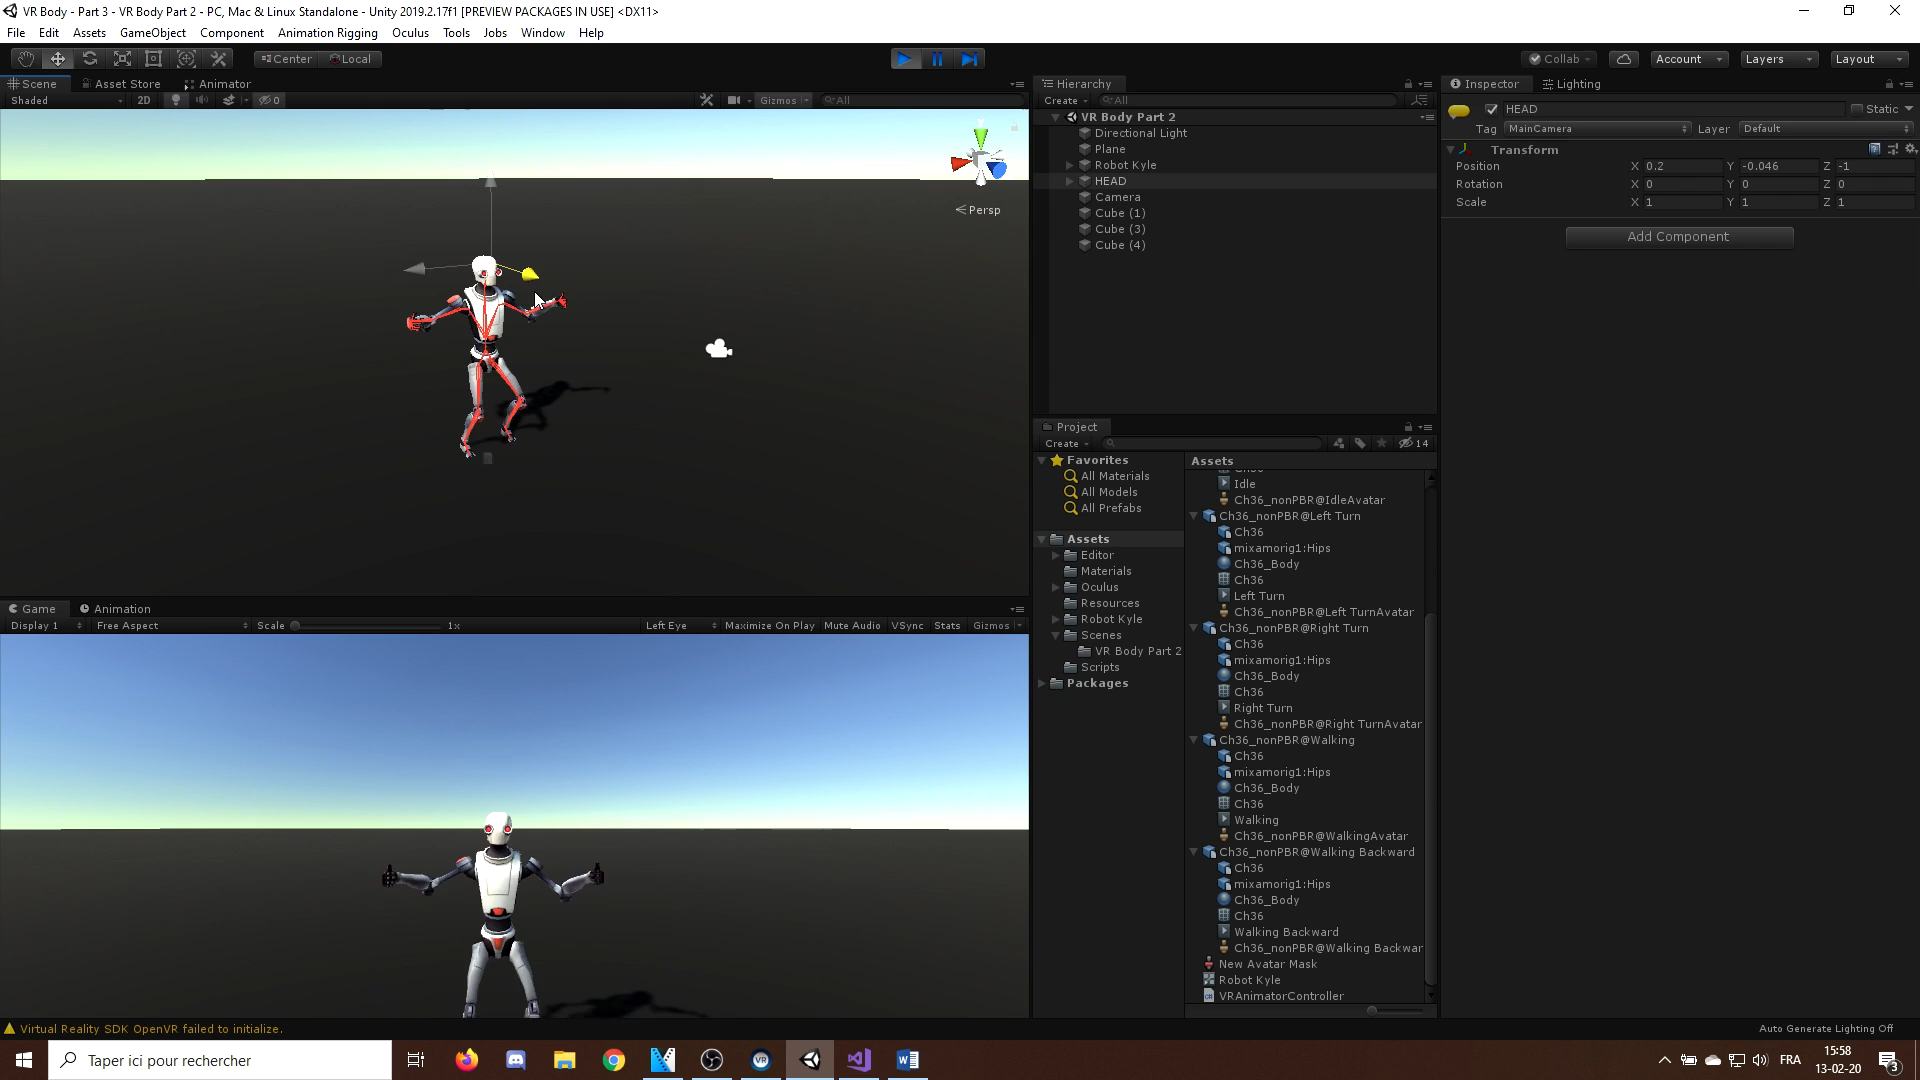 VR Body - Part 3 - VR Body Part 2 - PC, Mac & Linux Standalone - Unity 2019.2.17f1 [PREVIEW PACKAGES IN USE] <DX11>
File Edit Assets GameObject Component Animation Rigging Oculus Tools Jobs Window Help
Center Local Collab Account Layers Layout
Scene Asset Store Animator
Shaded 2D 0 Gizmos All
Persp
Game Animation
Display 1 Free Aspect Scale 1x Left Eye Maximize On Play Mute Audio VSync Stats Gizmos
Hierarchy
Create All
VR Body Part 2
Directional Light
Plane
Robot Kyle
HEAD
Camera
Cube (1)
Cube (3)
Cube (4)
Project
Create 14
Favorites
All Materials
All Models
All Prefabs
Assets
Editor
Materials
Oculus
Resources
Robot Kyle
Scenes
VR Body Part 2
Scripts
Packages
Assets
Idle
Ch36_nonPBR@IdleAvatar
Ch36_nonPBR@Left Turn
Ch36
mixamorig1:Hips
Ch36_Body
Ch36
Left Turn
Ch36_nonPBR@Left TurnAvatar
Ch36_nonPBR@Right Turn
Ch36
mixamorig1:Hips
Ch36_Body
Ch36
Right Turn
Ch36_nonPBR@Right TurnAvatar
Ch36_nonPBR@Walking
Ch36
mixamorig1:Hips
Ch36_Body
Ch36
Walking
Ch36_nonPBR@WalkingAvatar
Ch36_nonPBR@Walking Backward
Ch36
mixamorig1:Hips
Ch36_Body
Ch36
Walking Backward
Ch36_nonPBR@Walking Backwar
New Avatar Mask
Robot Kyle
VRAnimatorController
Inspector Lighting
HEAD Static
Tag MainCamera Layer Default
Transform
Position X 0.2 Y -0.046 Z -1
Rotation X 0 Y 0 Z 0
Scale X 1 Y 1 Z 1
Add Component
Virtual Reality SDK OpenVR failed to initialize.
Auto Generate Lighting Off
Taper ici pour rechercher
FRA
15:58
13-02-20
3